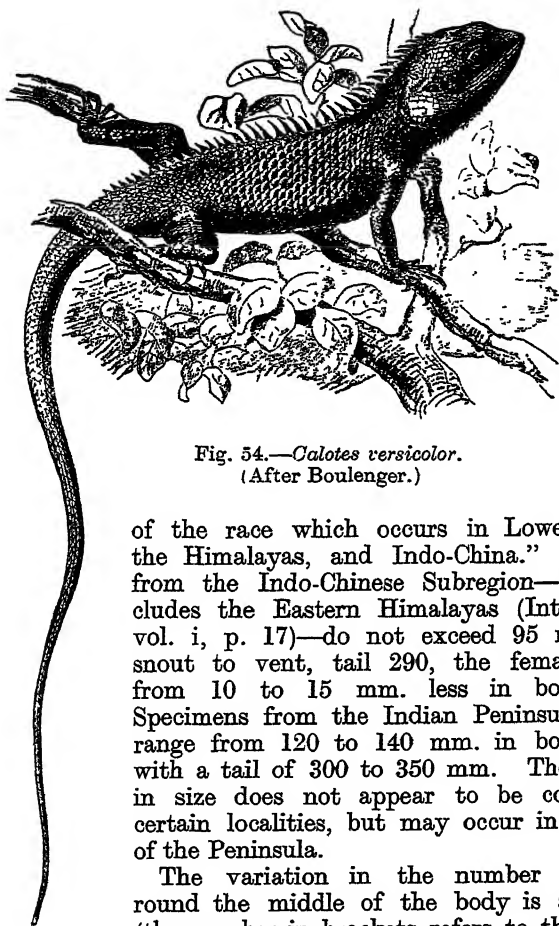 Fig. 54.—Calotes versicolor.
(After Boulenger.)
of the race which occurs in Lowe
the Himalayas, and Indo-China.”
from the Indo-Chinese Subregion—
cludes the Eastern Himalayas (Int
vol. i, p. 17)—do not exceed 95 
snout to vent, tail 290, the fema
from 10 to 15 mm. less in bo
Specimens from the Indian Peninsu
range from 120 to 140 mm. in bo
with a tail of 300 to 350 mm. The
in size does not appear to be co
certain localities, but may occur in
of the Peninsula.
The variation in the number
round the middle of the body is